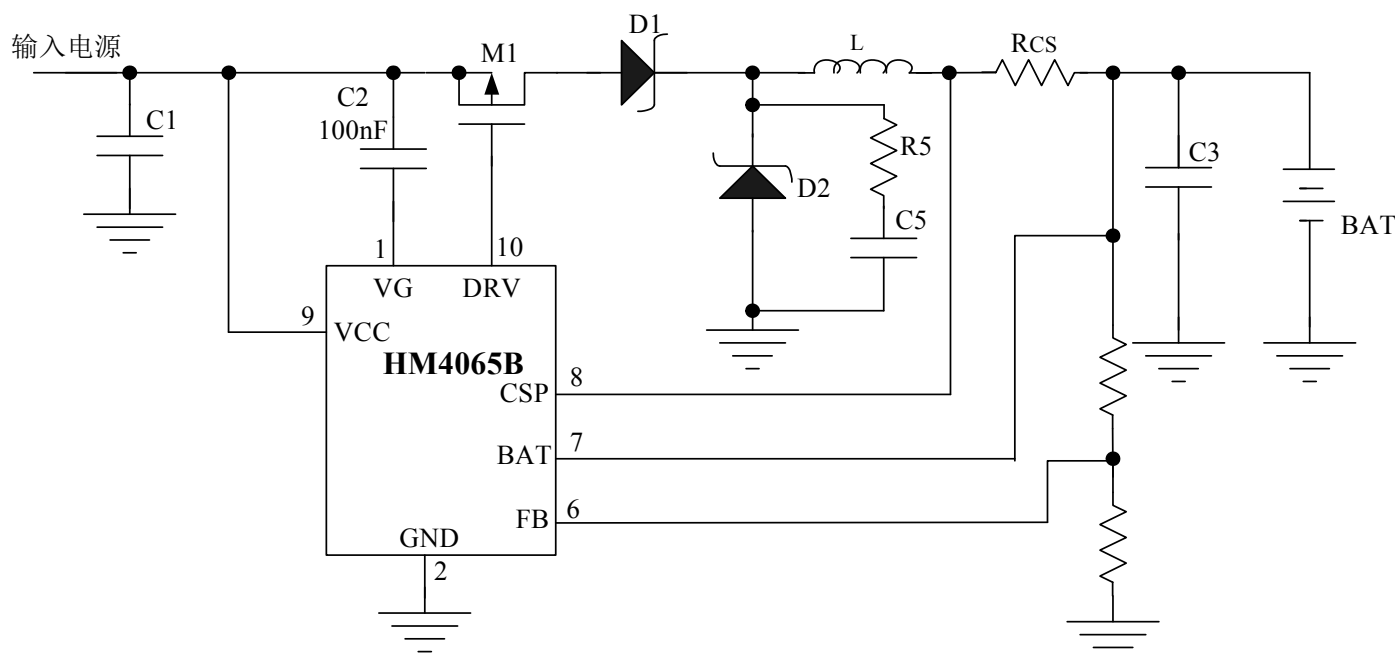 输入电源
D1
M1
L
RCS
C1
C2
100nF
R5
C3
D2
C5
BAT
1
10
VG
DRV
9
VCC
HM4065B
8
CSP
7
BAT
6
FB
GND
2